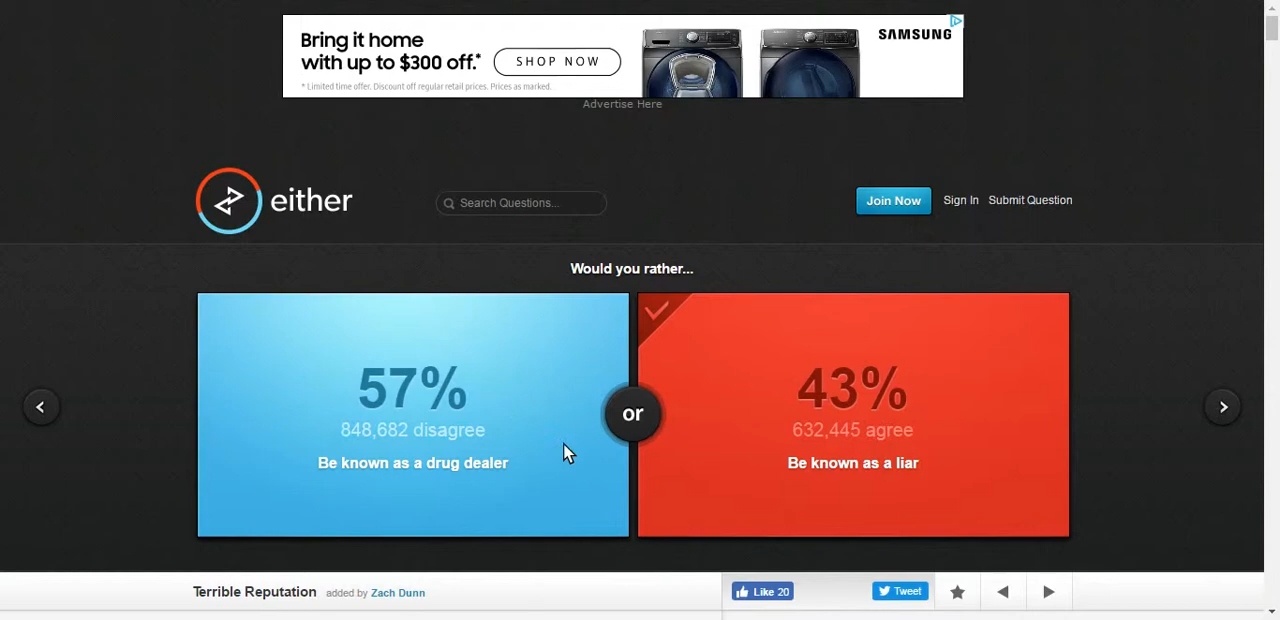 Bring it home
with up to $300 off.*
SHOP NOW
SAMSUNG
* Limited time offer. Discount off regular retail prices. Prices as marked.
Advertise Here
either
Search Questions...
Join Now
Sign In
Submit Question
Would you rather...
57%
848,682 disagree
Be known as a drug dealer
or
43%
632,445 agree
Be known as a liar
Terrible Reputation added by Zach Dunn
Like 20
Tweet